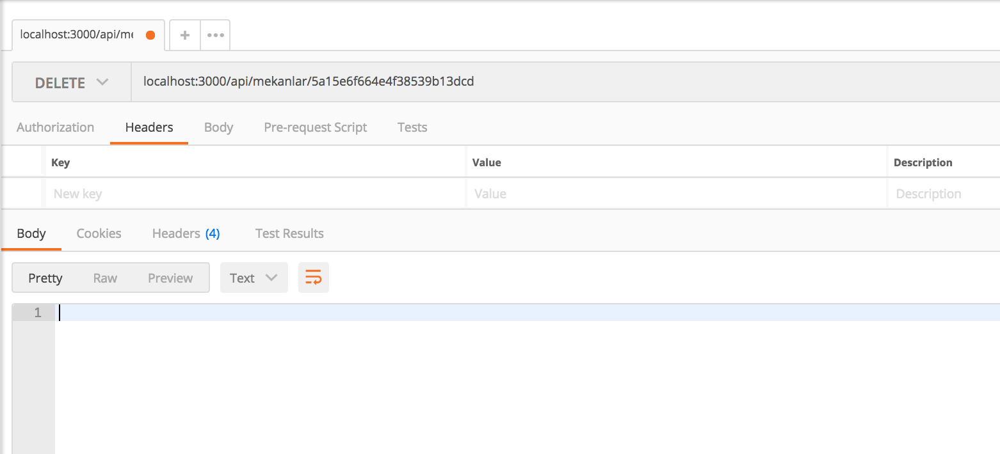 localhost:3000/api/me
DELETE localhost:3000/api/mekanlar/5a15e6f664e4f38539b13dcd
Authorization Headers Body Pre-request Script Tests
Key Value Description
New key Value Description
Body Cookies Headers (4) Test Results
Pretty Raw Preview Text
1